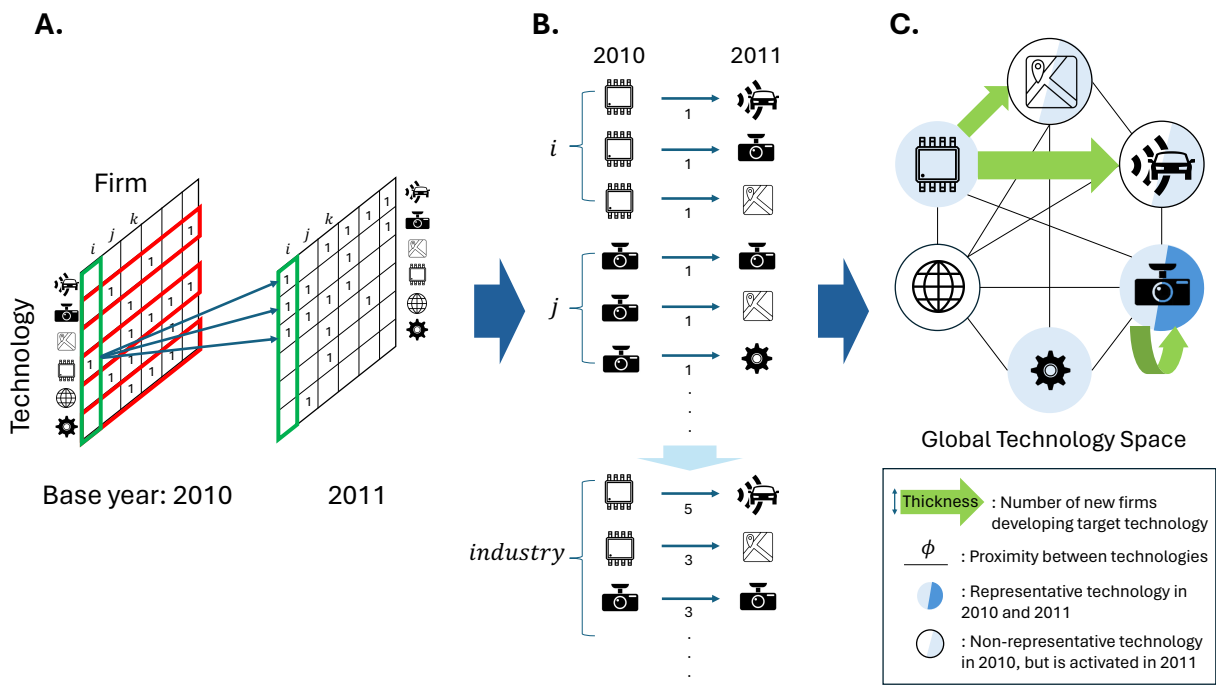 A.
B.
C.
Firm
Technology
i
j
k
1
1
1
1
1
1
1
1
1
1
1
Base year: 2010
i
j
k
1
1
1
1
1
1
1
1
1
1
1
1
2011
2010
2011
i
1
1
1
j
1
1
1
.
.
.
industry
5
3
3
.
.
.
Global Technology Space
Thickness
: Number of new firms
developing target technology
ϕ
: Proximity between technologies
: Representative technology in
2010 and 2011
: Non-representative technology
in 2010, but is activated in 2011